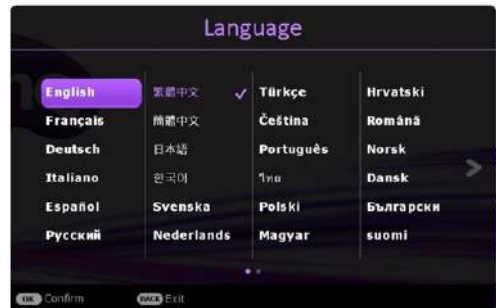 Language
English
Français
Deutsch
Italiano
Español
Русский
繁體中文
簡體中文
日本語
한국어
Svenska
Nederlands
Türkçe
Čeština
Português
ไทย
Polski
Magyar
Hrvatski
Română
Norsk
Dansk
Български
suomi
OK Confirm
BACK Exit